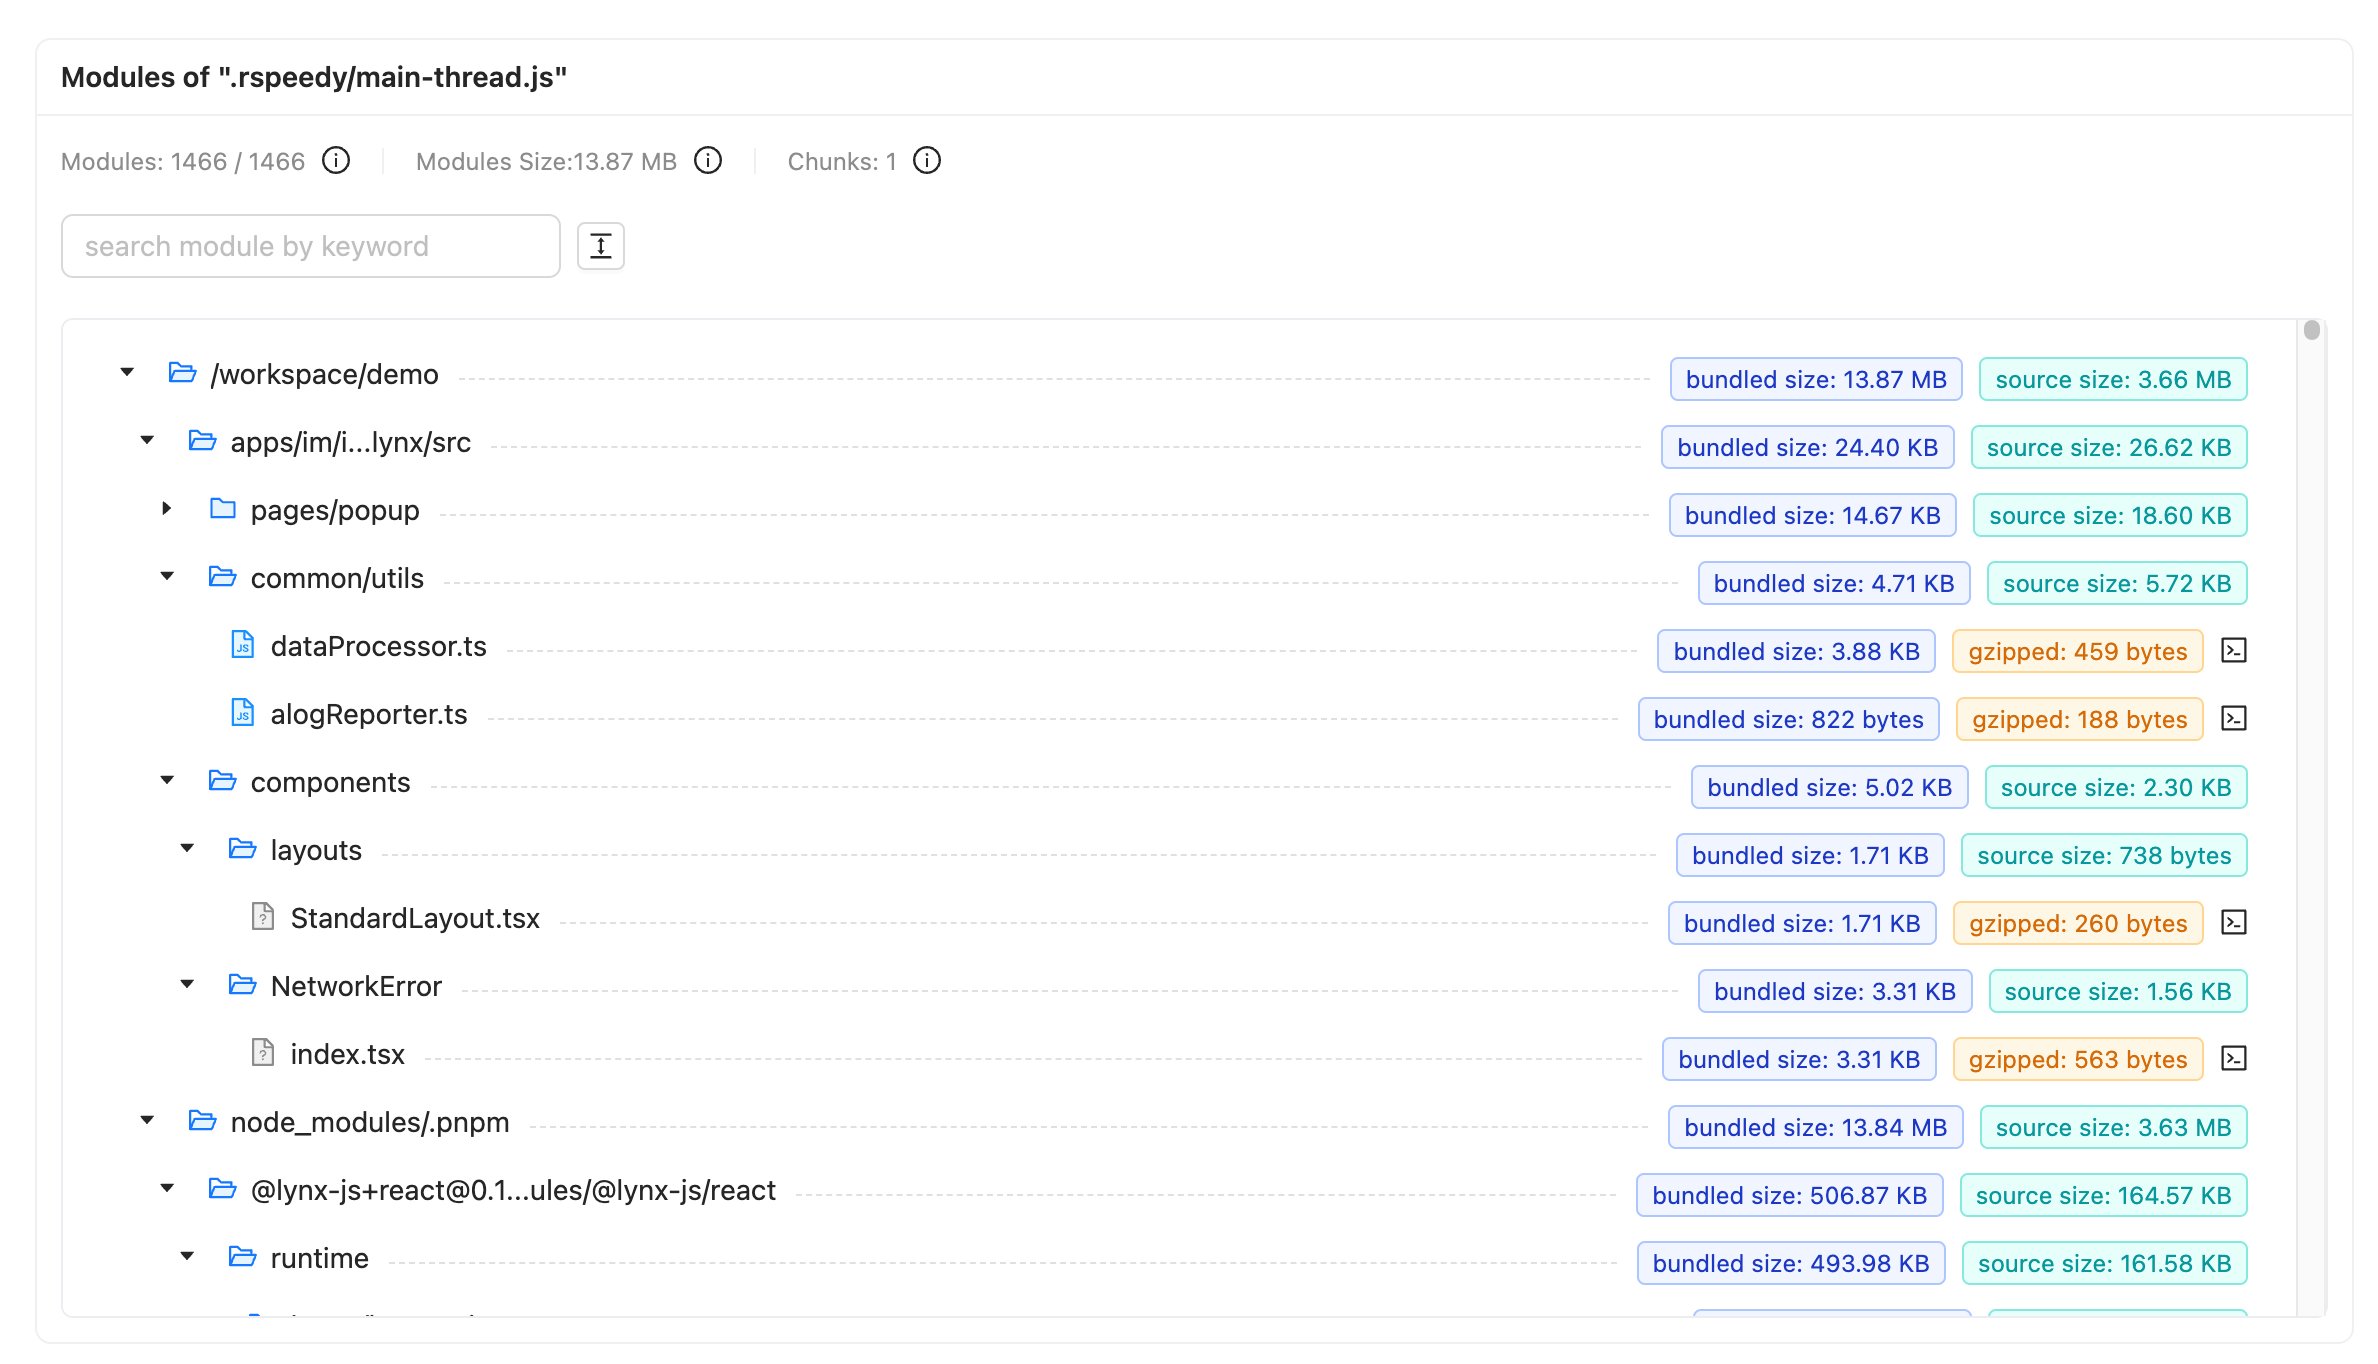 Modules of ".rspeedy/main-thread.js"
Modules: 1466 / 1466 Modules Size:13.87 MB Chunks: 1
search module by keyword
/workspace/demo bundled size: 13.87 MB source size: 3.66 MB
apps/im/i...lynx/src bundled size: 24.40 KB source size: 26.62 KB
pages/popup bundled size: 14.67 KB source size: 18.60 KB
common/utils bundled size: 4.71 KB source size: 5.72 KB
dataProcessor.ts bundled size: 3.88 KB gzipped: 459 bytes
alogReporter.ts bundled size: 822 bytes gzipped: 188 bytes
components bundled size: 5.02 KB source size: 2.30 KB
layouts bundled size: 1.71 KB source size: 738 bytes
StandardLayout.tsx bundled size: 1.71 KB gzipped: 260 bytes
NetworkError bundled size: 3.31 KB source size: 1.56 KB
index.tsx bundled size: 3.31 KB gzipped: 563 bytes
node_modules/.pnpm bundled size: 13.84 MB source size: 3.63 MB
@lynx-js+react@0.1...ules/@lynx-js/react bundled size: 506.87 KB source size: 164.57 KB
runtime bundled size: 493.98 KB source size: 161.58 KB